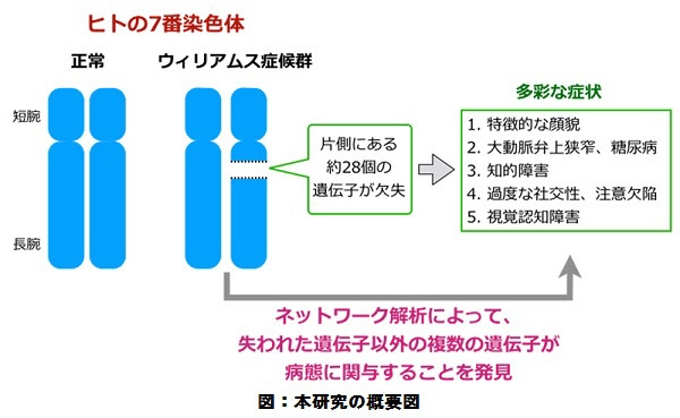 ヒトの7番染色体
正常
ウィリアムス症候群
短腕
長腕
片側にある
約28個の
遺伝子が欠失
多彩な症状
1. 特徴的な顔貌
2. 大動脈弁上狭窄、糖尿病
3. 知的障害
4. 過度な社交性、注意欠陥
5. 視覚認知障害
ネットワーク解析によって、
失われた遺伝子以外の複数の遺伝子が
病態に関与することを発見
図：本研究の概要図